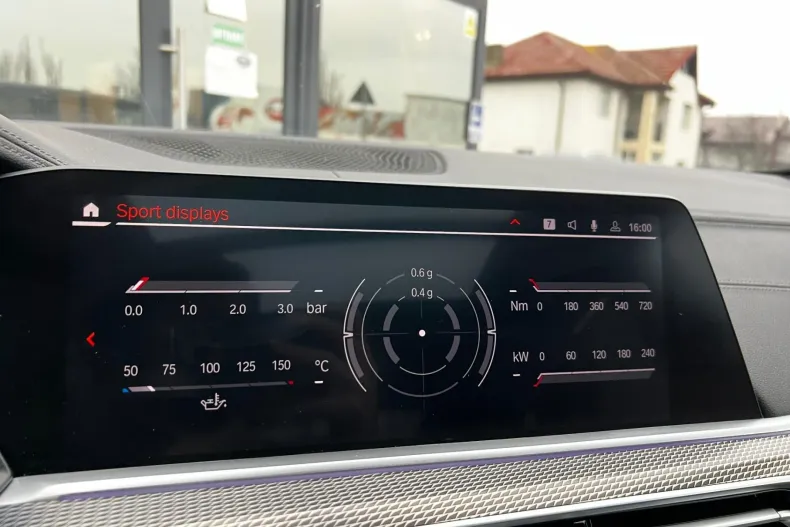 Sport displays
7
16:00
0.0 1.0 2.0 3.0 bar
50 75 100 125 150 °C
0.6 g
0.4 g
Nm 0 180 360 540 720
kW 0 60 120 180 240